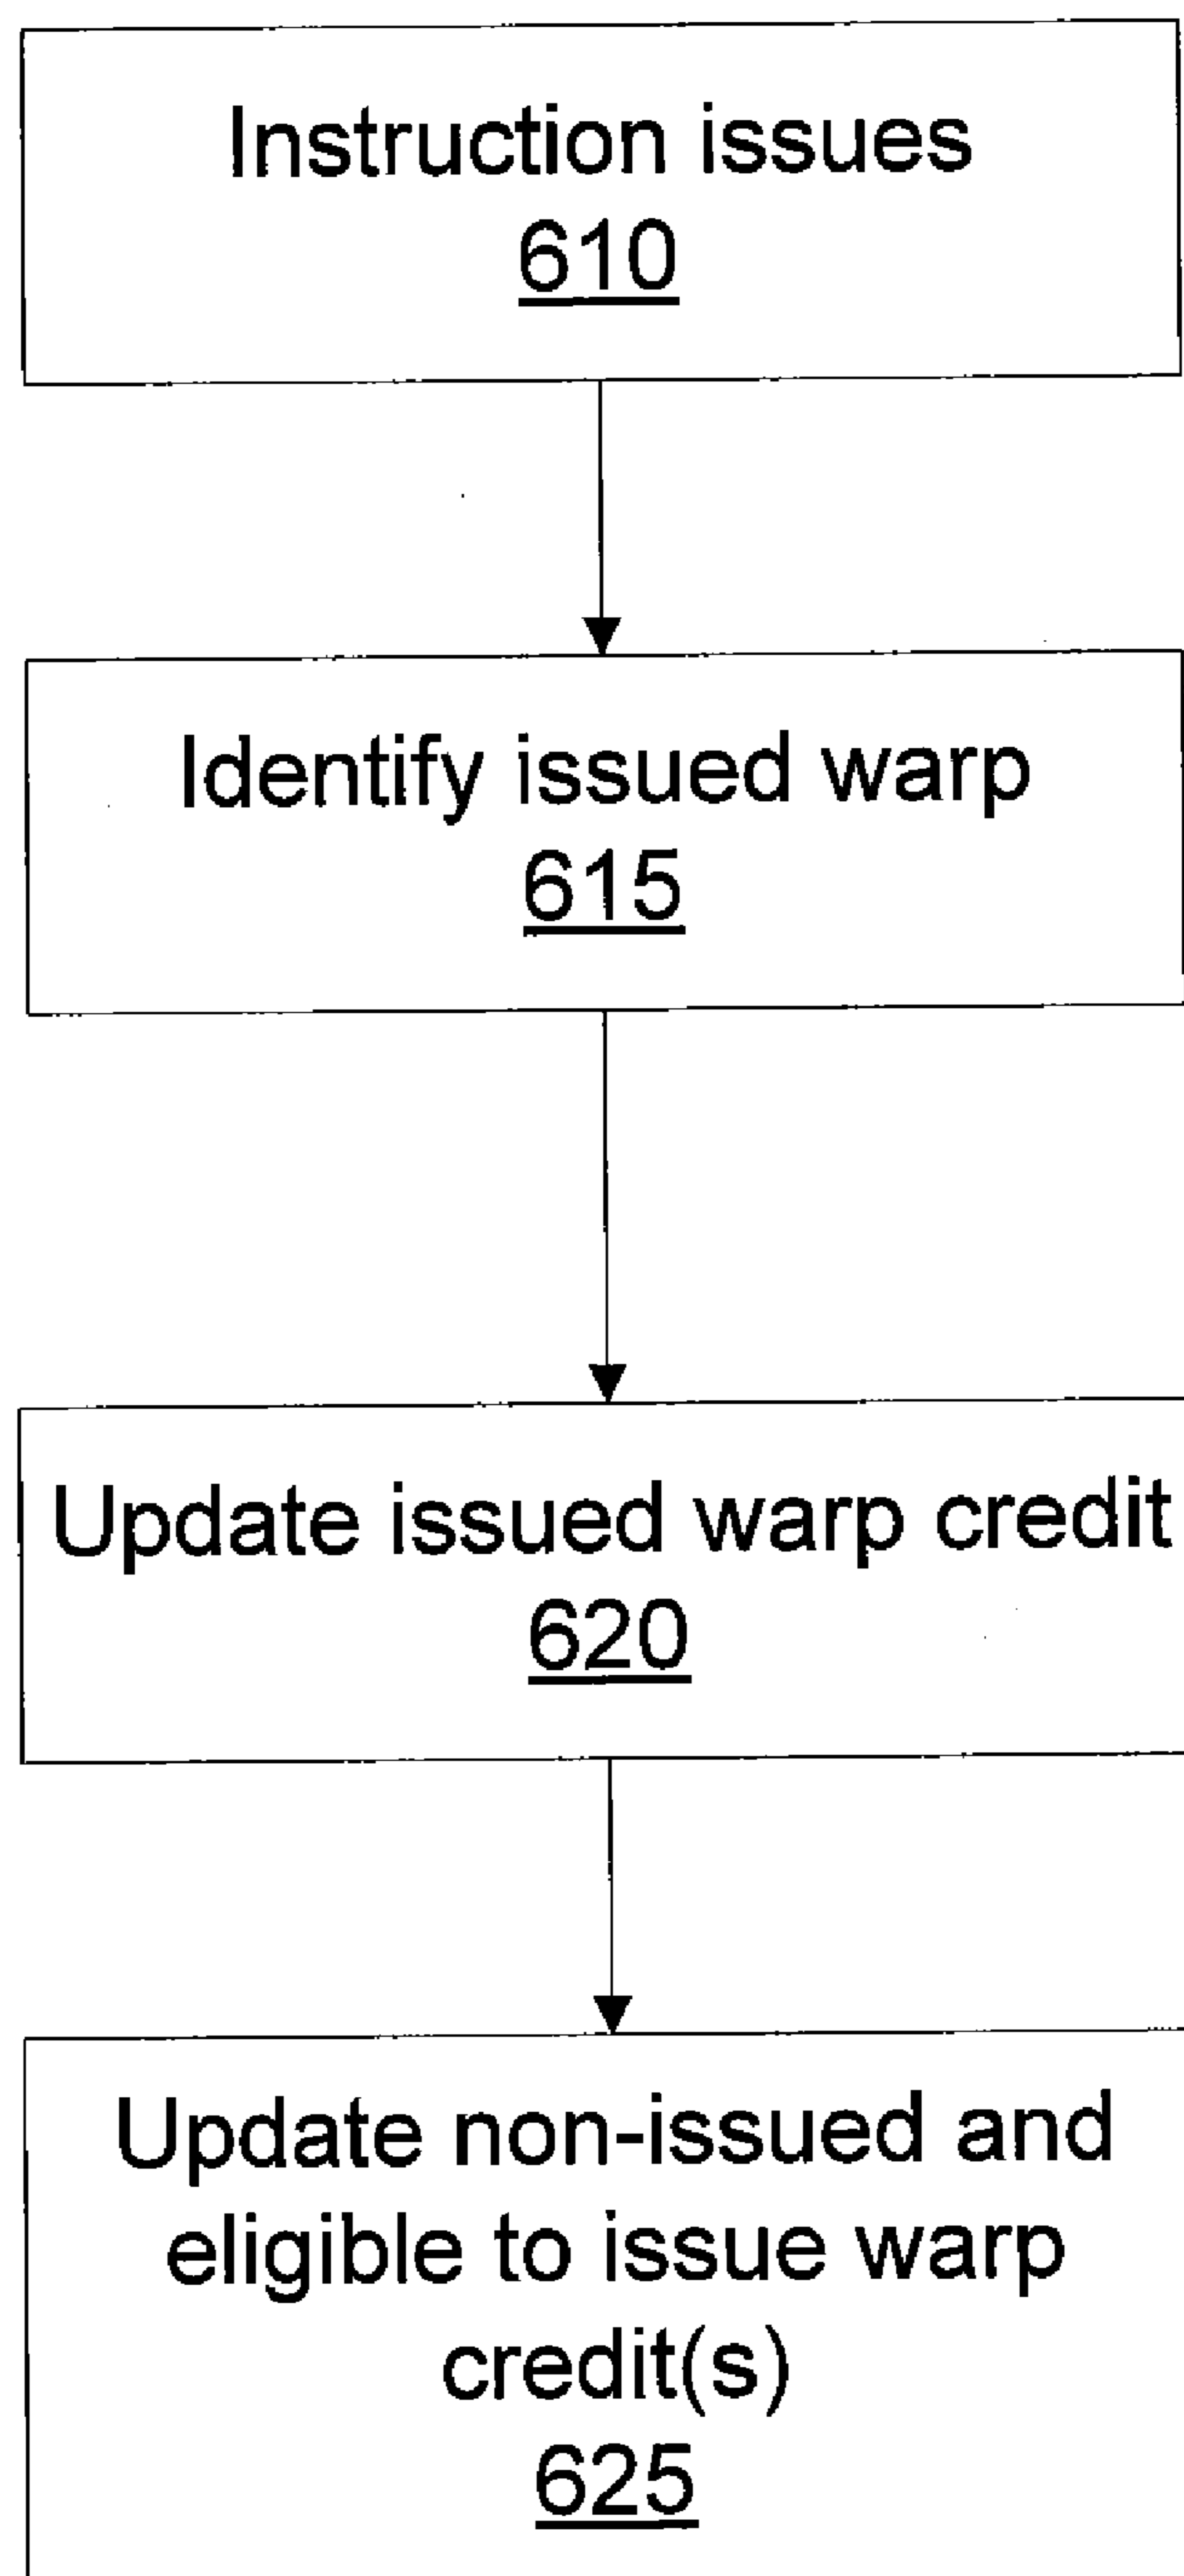 Instruction issues
610
Identify issued warp
615
Update issued warp credit
620
Update non-issued and
eligible to issue warp
credit(s)
625